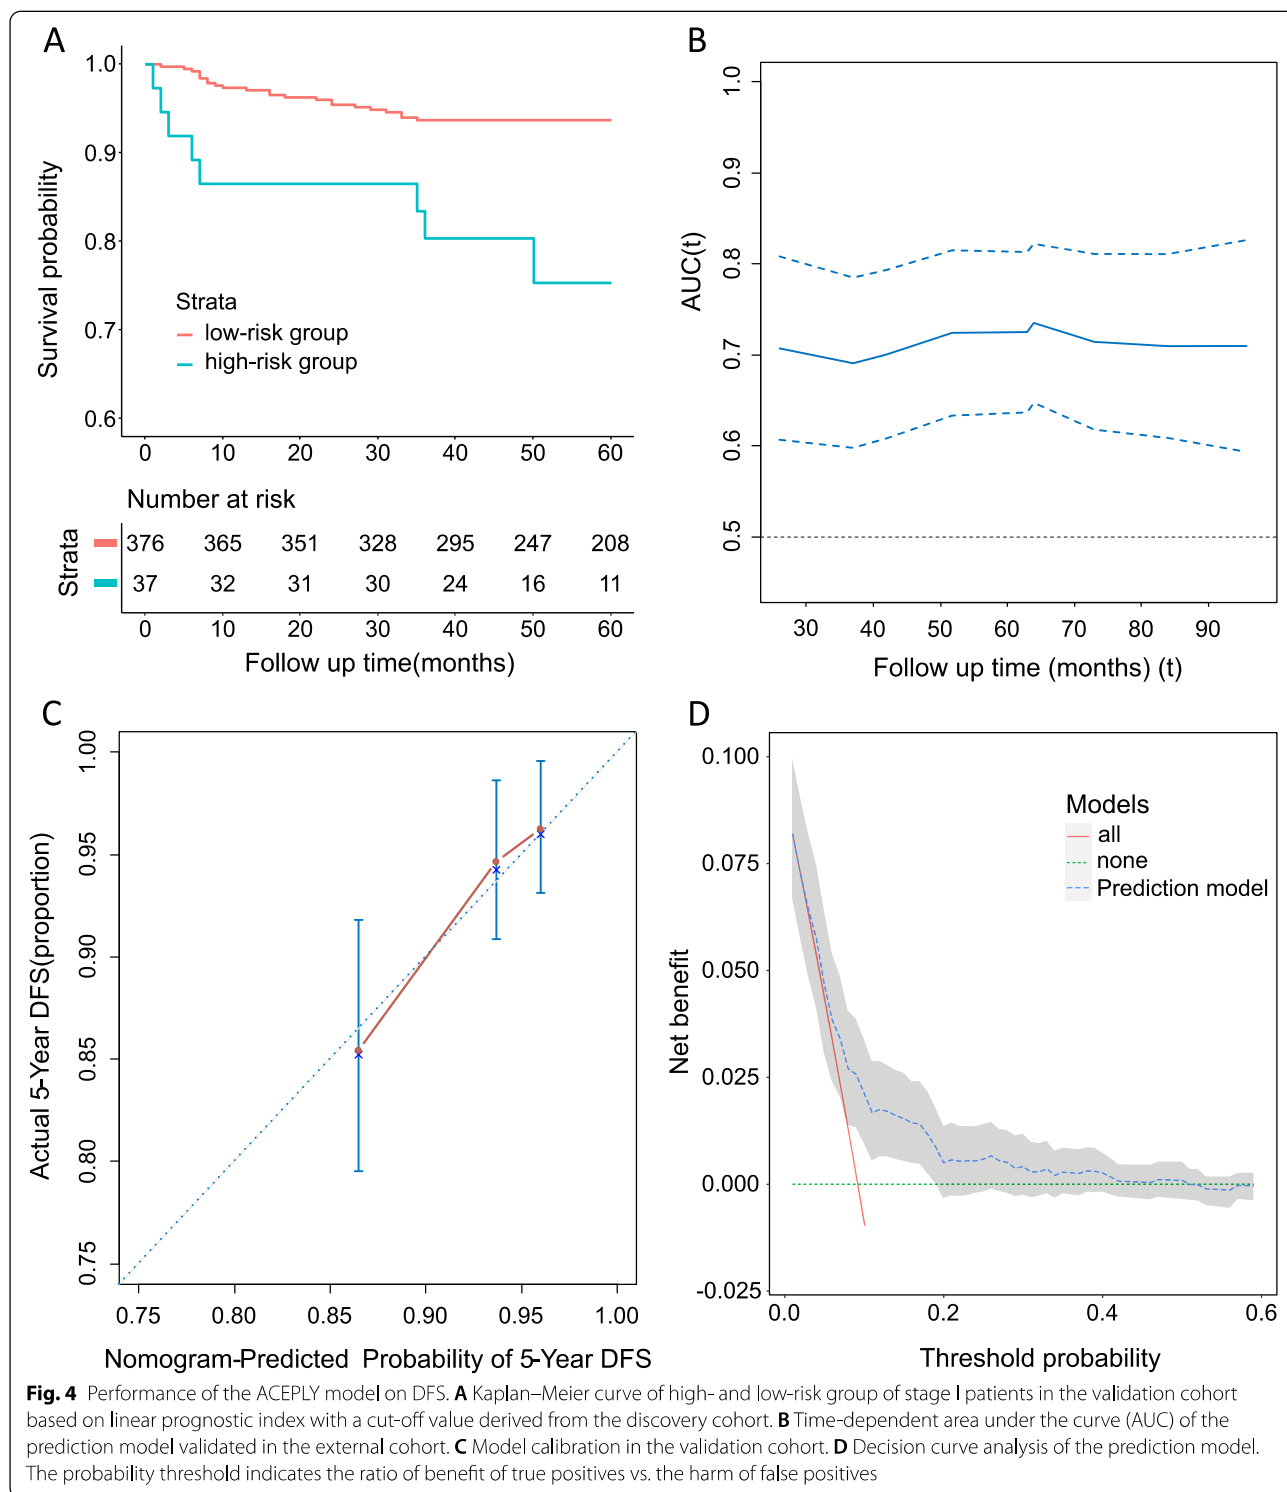 A
1.0
0.9
0.8
0.7
0.6
Survival probability
Strata
low-risk group
high-risk group
0 10 20 30 40 50 60
Number at risk
Strata
376 365 351 328 295 247 208
37 32 31 30 24 16 11
0 10 20 30 40 50 60
Follow up time(months)
B
1.0
0.9
0.8
0.7
0.6
0.5
AUC(t)
30 40 50 60 70 80 90
Follow up time (months) (t)
C
1.00
0.95
0.90
0.85
0.80
0.75
Actual 5-Year DFS(proportion)
0.75 0.80 0.85 0.90 0.95 1.00
Nomogram-Predicted Probability of 5-Year DFS
D
0.100
0.075
0.050
0.025
0.000
-0.025
Net benefit
Models
all
none
Prediction model
0.0 0.2 0.4 0.6
Threshold probability
Fig. 4 Performance of the ACEPLY model on DFS. A Kaplan–Meier curve of high- and low-risk group of stage I patients in the validation cohort
based on linear prognostic index with a cut-off value derived from the discovery cohort. B Time-dependent area under the curve (AUC) of the
prediction model validated in the external cohort. C Model calibration in the validation cohort. D Decision curve analysis of the prediction model.
The probability threshold indicates the ratio of benefit of true positives vs. the harm of false positives